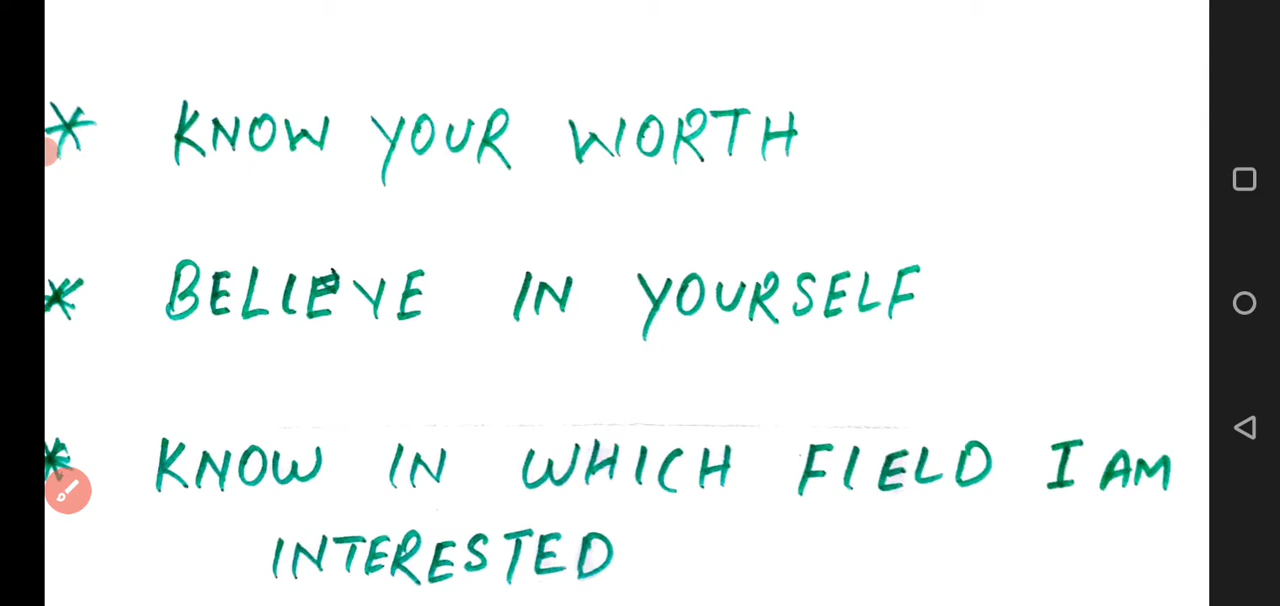 * KNOW YOUR WORTH
* BELIEVE IN YOURSELF
* KNOW IN WHICH FIELD I AM
INTERESTED